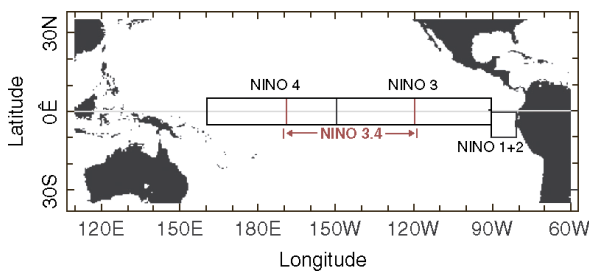 30N
NINO 4 NINO 3
0Ê
NINO 3.4
NINO 1+2
30S
Latitude
120E 150E 180E 150W 120W 90W 60W
Longitude